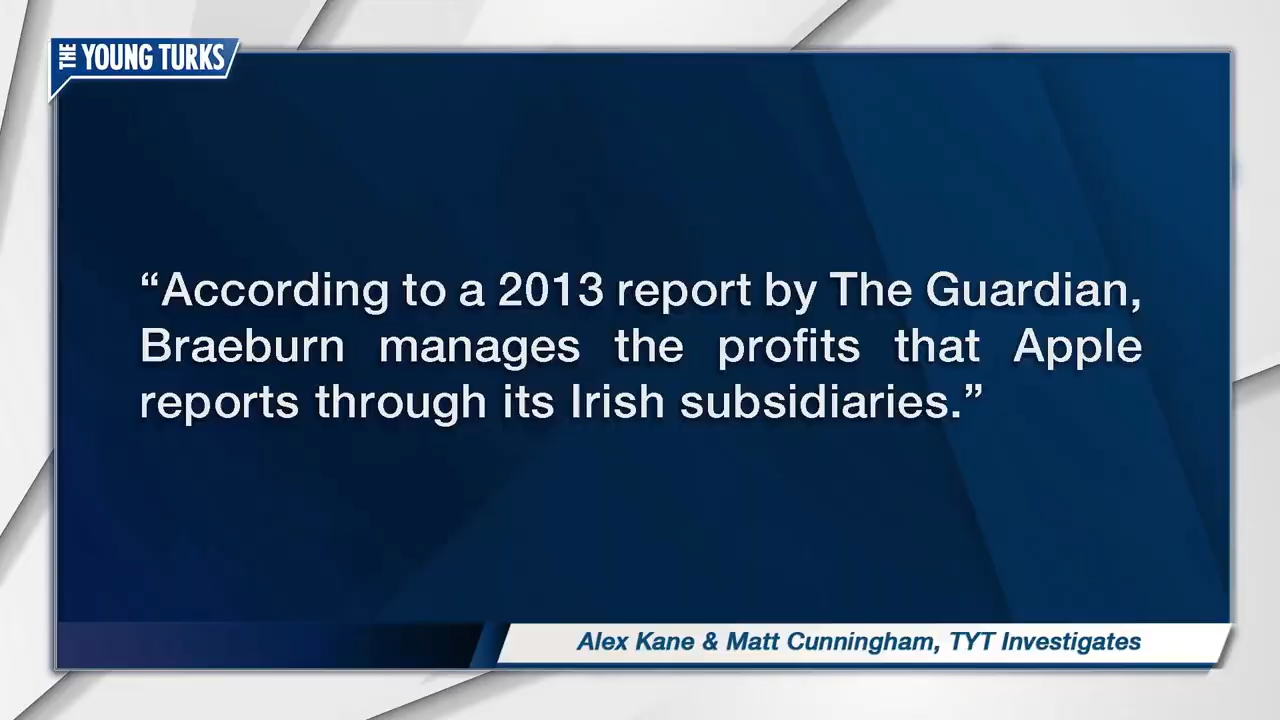 THE YOUNG TURKS
“According to a 2013 report by The Guardian,
Braeburn manages the profits that Apple
reports through its Irish subsidiaries.”
Alex Kane & Matt Cunningham, TYT Investigates